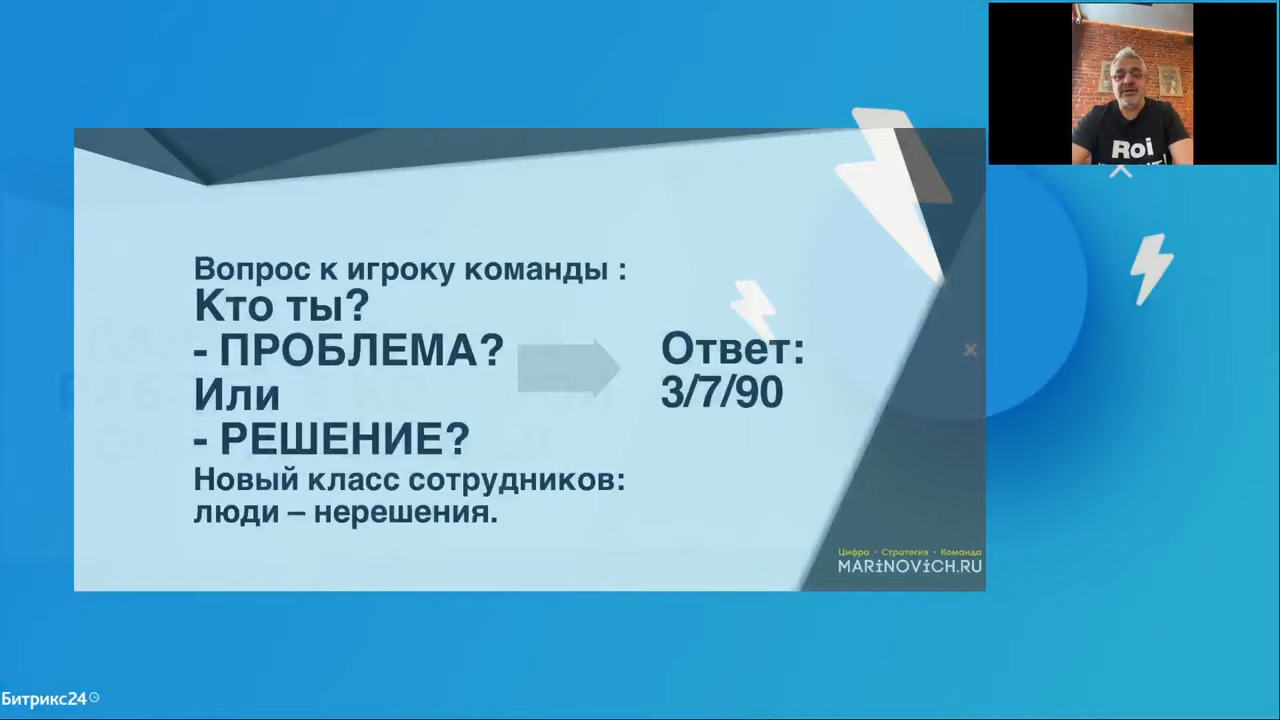 Roi
Вопрос к игроку команды :
Кто ты?
- ПРОБЛЕМА?
Или
- РЕШЕНИЕ?
Новый класс сотрудников:
люди – нерешения.
Ответ:
3/7/90
Цифра • Стратегия • Команда
MARiNOViCH.RU
Битрикс24